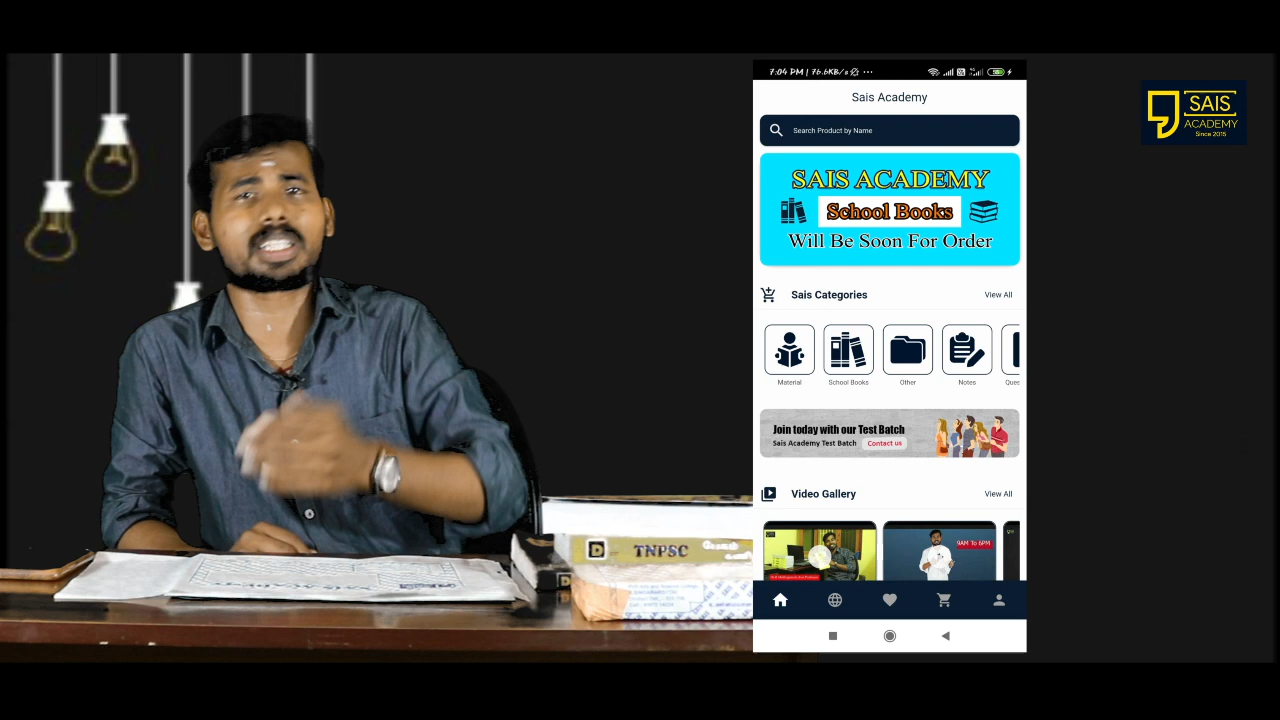 7:04 PM | 76.6KB/s
Sais Academy
Search Product by Name
SAIS ACADEMY
School Books
Will Be Soon For Order
Sais Categories
View All
Material
School Books
Other
Notes
Ques
Join today with our Test Batch
Sais Academy Test Batch
Contact us
Video Gallery
View All
9AM To 6PM
SAIS
ACADEMY
Since 2015
D
TNPSC